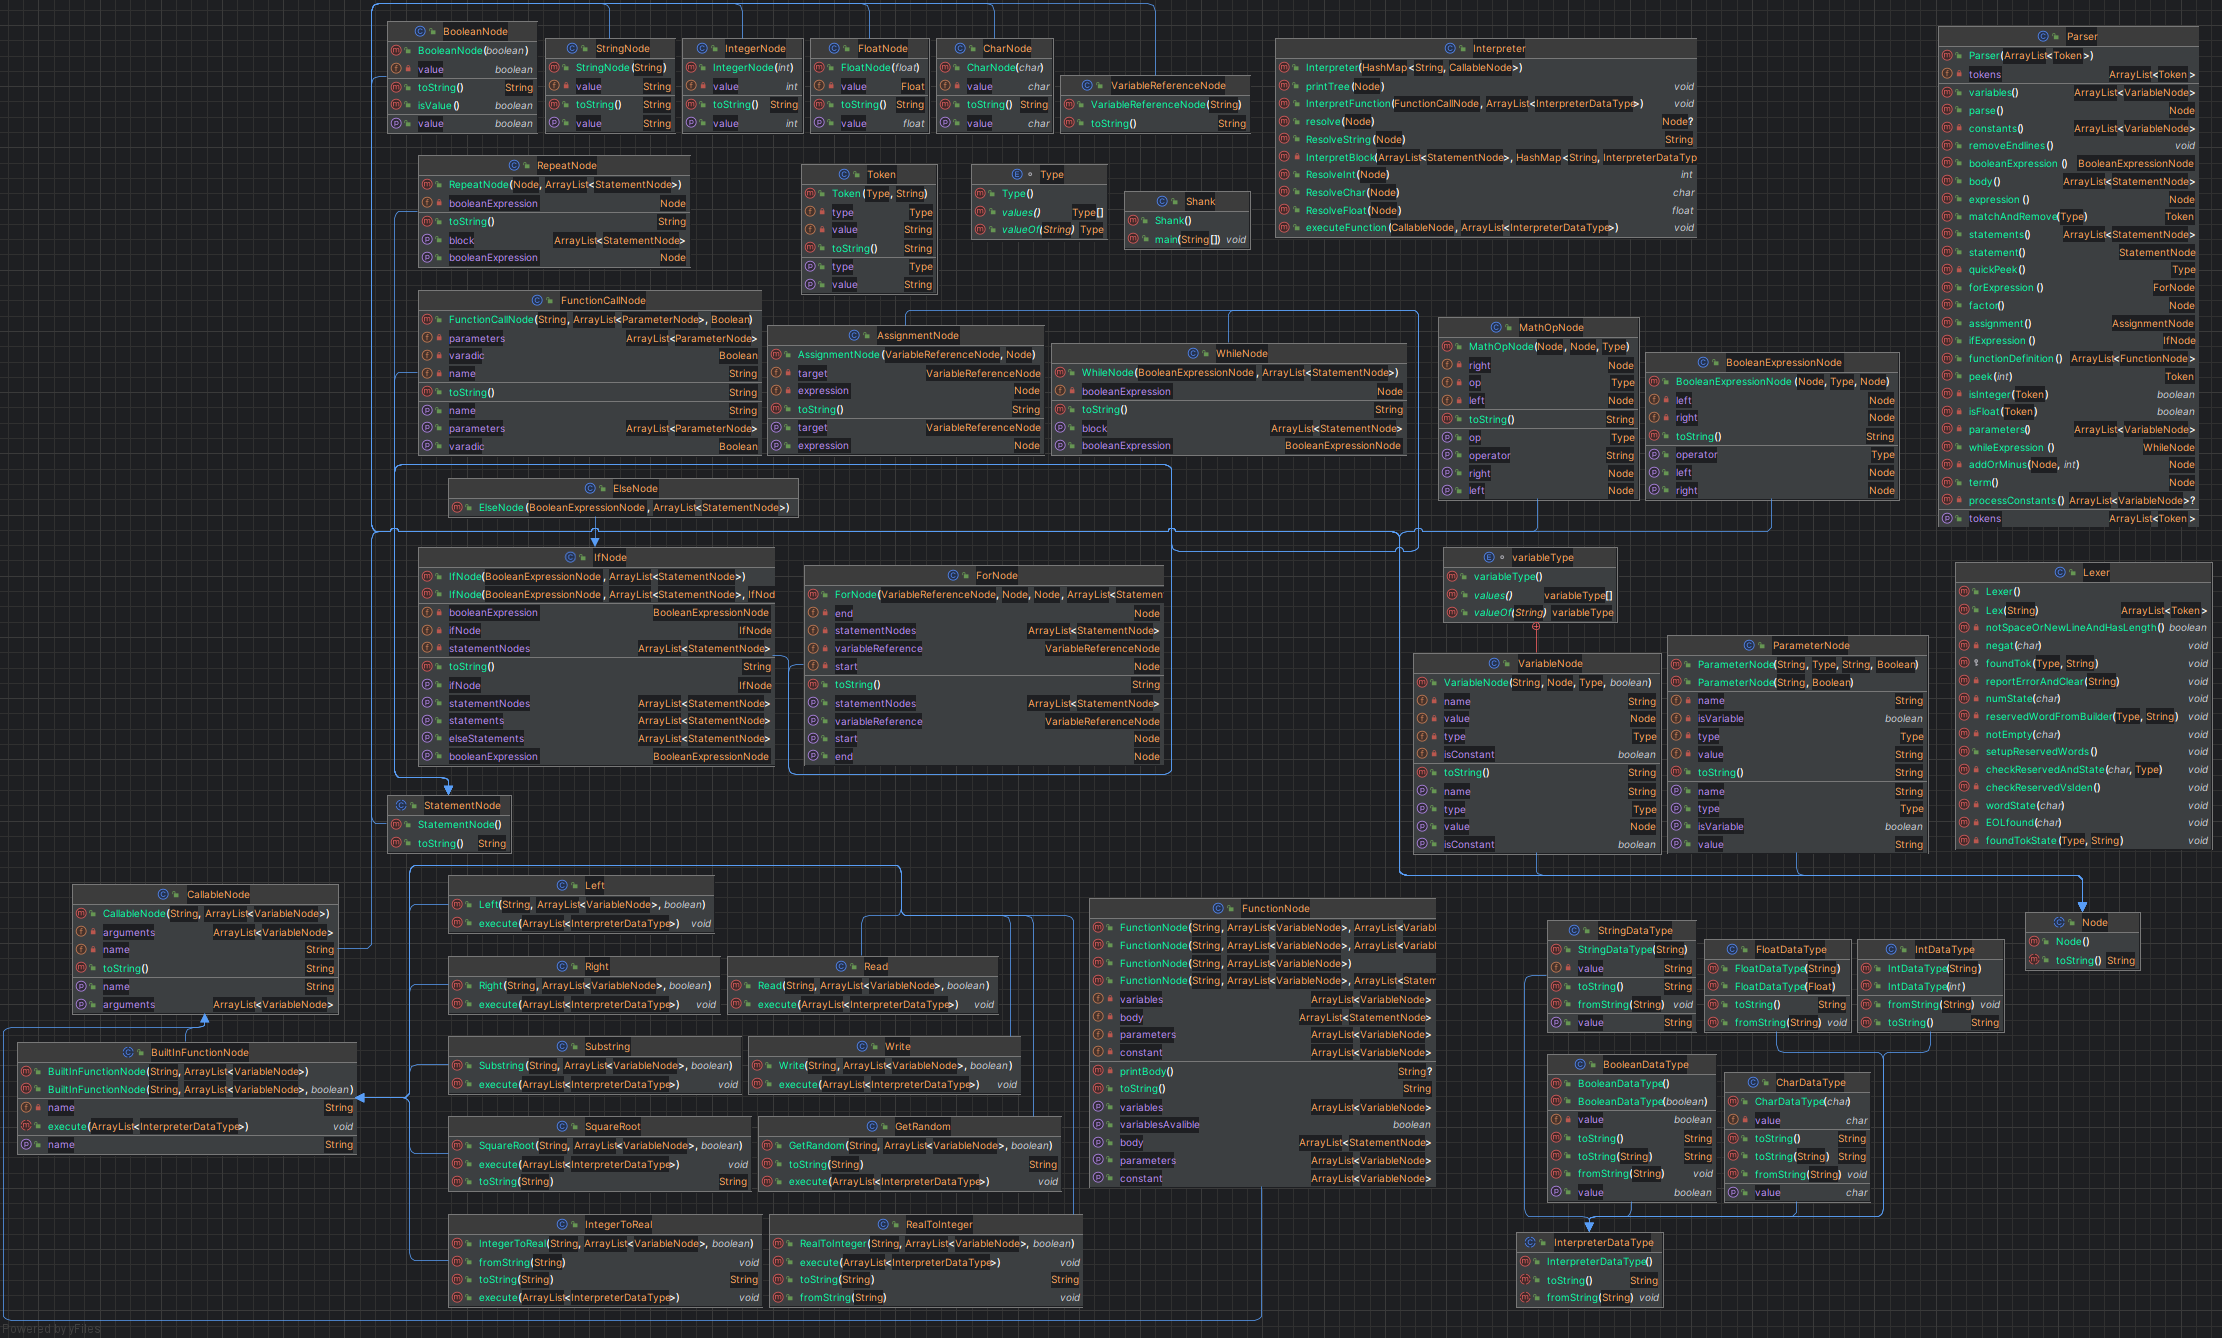 BooleanNode
BooleanNode(boolean)
value boolean
toString() String
isValue() boolean
value boolean
StringNode
StringNode(String)
value String
toString() String
value String
IntegerNode
IntegerNode(int)
value int
toString() String
value int
FloatNode
FloatNode(float)
value Float
toString() String
value float
CharNode
CharNode(char)
value char
toString() String
value char
VariableReferenceNode
VariableReferenceNode(String)
toString() String
Interpreter
Interpreter(HashMap<String, CallableNode>)
printTree(Node) void
InterpretFunction(FunctionCallNode, ArrayList<InterpreterDataType>) void
resolve(Node) Node?
ResolveString(Node) String
InterpretBlock(ArrayList<StatementNode>, HashMap<String, InterpreterDataTyp
ResolveInt(Node) int
ResolveChar(Node) char
ResolveFloat(Node) float
executeFunction(CallableNode, ArrayList<InterpreterDataType>) void
Parser
Parser(ArrayList<Token>)
tokens ArrayList<Token>
variables() ArrayList<VariableNode>
parse() Node
constants() ArrayList<VariableNode>
removeEndlines() void
booleanExpression() BooleanExpressionNode
body() ArrayList<StatementNode>
expression() Node
matchAndRemove(Type) Token
statements() ArrayList<StatementNode>
statement() StatementNode
quickPeek() Type
forExpression() ForNode
factor() Node
assignment() AssignmentNode
ifExpression() IfNode
functionDefinition() ArrayList<FunctionNode>
peek(int) Token
isInteger(Token) boolean
isFloat(Token) boolean
parameters() ArrayList<VariableNode>
whileExpression() WhileNode
addOrMinus(Node, int) Node
term() Node
processConstants() ArrayList<VariableNode>?
tokens ArrayList<Token>
RepeatNode
RepeatNode(Node, ArrayList<StatementNode>)
booleanExpression Node
toString() String
block ArrayList<StatementNode>
booleanExpression Node
Token
Token(Type, String)
type Type
value String
toString() String
type Type
value String
Type
Type()
values() Type[]
valueOf(String) Type
Shank
Shank()
main(String[]) void
FunctionCallNode
FunctionCallNode(String, ArrayList<ParameterNode>, Boolean)
parameters ArrayList<ParameterNode>
varadic Boolean
name String
toString() String
name String
parameters ArrayList<ParameterNode>
varadic Boolean
AssignmentNode
AssignmentNode(VariableReferenceNode, Node)
target VariableReferenceNode
expression Node
toString() String
target VariableReferenceNode
expression Node
WhileNode
WhileNode(BooleanExpressionNode, ArrayList<StatementNode>)
booleanExpression Node
toString() String
block ArrayList<StatementNode>
booleanExpression BooleanExpressionNode
MathOpNode
MathOpNode(Node, Node, Type)
right Node
op Type
left Node
toString() String
op Type
operator String
right Node
left Node
BooleanExpressionNode
BooleanExpressionNode(Node, Type, Node)
left Node
right Node
toString() String
operator Type
left Node
right Node
ElseNode
ElseNode(BooleanExpressionNode, ArrayList<StatementNode>)
IfNode
IfNode(BooleanExpressionNode, ArrayList<StatementNode>)
IfNode(BooleanExpressionNode, ArrayList<StatementNode>, IfNod
booleanExpression BooleanExpressionNode
ifNode IfNode
statementNodes ArrayList<StatementNode>
toString() String
ifNode IfNode
statementNodes ArrayList<StatementNode>
statements ArrayList<StatementNode>
elseStatements ArrayList<StatementNode>
booleanExpression BooleanExpressionNode
ForNode
ForNode(VariableReferenceNode, Node, Node, ArrayList<Statemen
end Node
statementNodes ArrayList<StatementNode>
variableReference VariableReferenceNode
start Node
toString() String
statementNodes ArrayList<StatementNode>
variableReference VariableReferenceNode
start Node
end Node
variableType
variableType()
values() variableType[]
valueOf(String) variableType
VariableNode
VariableNode(String, Node, Type, boolean)
name String
value Node
type Type
isConstant boolean
toString() String
name String
type Type
value Node
isConstant boolean
ParameterNode
ParameterNode(String, Type, String, Boolean)
ParameterNode(String, Boolean)
name String
isVariable boolean
type Type
value String
toString() String
name String
type Type
isVariable boolean
value String
Lexer
Lexer()
Lex(String) ArrayList<Token>
notSpaceOrNewLineAndHasLength() boolean
negat(char) void
foundTok(Type, String) void
reportErrorAndClear(String) void
numState(char) void
reservedWordFromBuilder(Type, String) void
notEmpty(char) void
setupReservedWords() void
checkReservedAndState(char, Type) void
checkReservedVsIden() void
wordState(char) void
EOLfound(char) void
foundTokState(Type, String) void
StatementNode
StatementNode()
toString() String
CallableNode
CallableNode(String, ArrayList<VariableNode>)
arguments ArrayList<VariableNode>
name String
toString() String
name String
arguments ArrayList<VariableNode>
BuiltInFunctionNode
BuiltInFunctionNode(String, ArrayList<VariableNode>)
BuiltInFunctionNode(String, ArrayList<VariableNode>, boolean)
name String
execute(ArrayList<InterpreterDataType>) void
name String
Left
Left(String, ArrayList<VariableNode>, boolean)
execute(ArrayList<InterpreterDataType>) void
Right
Right(String, ArrayList<VariableNode>, boolean)
execute(ArrayList<InterpreterDataType>) void
Read
Read(String, ArrayList<VariableNode>, boolean)
execute(ArrayList<InterpreterDataType>) void
Substring
Substring(String, ArrayList<VariableNode>, boolean)
execute(ArrayList<InterpreterDataType>) void
Write
Write(String, ArrayList<VariableNode>, boolean)
execute(ArrayList<InterpreterDataType>) void
SquareRoot
SquareRoot(String, ArrayList<VariableNode>, boolean)
execute(ArrayList<InterpreterDataType>) void
toString(String) String
GetRandom
GetRandom(String, ArrayList<VariableNode>, boolean)
toString(String) String
execute(ArrayList<InterpreterDataType>) void
IntegerToReal
IntegerToReal(String, ArrayList<VariableNode>, boolean)
fromString(String) void
toString(String) String
execute(ArrayList<InterpreterDataType>) void
RealToInteger
RealToInteger(String, ArrayList<VariableNode>, boolean)
execute(ArrayList<InterpreterDataType>) void
toString(String) String
fromString(String) void
FunctionNode
FunctionNode(String, ArrayList<VariableNode>, ArrayList<Variabl
FunctionNode(String, ArrayList<VariableNode>, ArrayList<Variabl
FunctionNode(String, ArrayList<VariableNode>)
FunctionNode(String, ArrayList<VariableNode>, ArrayList<Statem
variables ArrayList<VariableNode>
body ArrayList<StatementNode>
parameters ArrayList<VariableNode>
constant ArrayList<VariableNode>
printBody() String?
toString() String
variables ArrayList<VariableNode>
variablesAvalible boolean
body ArrayList<StatementNode>
parameters ArrayList<VariableNode>
constant ArrayList<VariableNode>
StringDataType
StringDataType(String)
value String
toString() String
fromString(String) void
value String
FloatDataType
FloatDataType(String)
FloatDataType(Float)
toString() String
fromString(String) void
IntDataType
IntDataType(String)
IntDataType(int)
fromString(String) void
toString() String
Node
Node()
toString() String
BooleanDataType
BooleanDataType()
BooleanDataType(boolean)
value boolean
toString() String
toString(String) String
fromString(String) void
value boolean
CharDataType
CharDataType(char)
value char
toString() String
toString(String) String
fromString(String) void
value char
InterpreterDataType
InterpreterDataType()
toString() String
fromString(String) void
Powered by yFiles